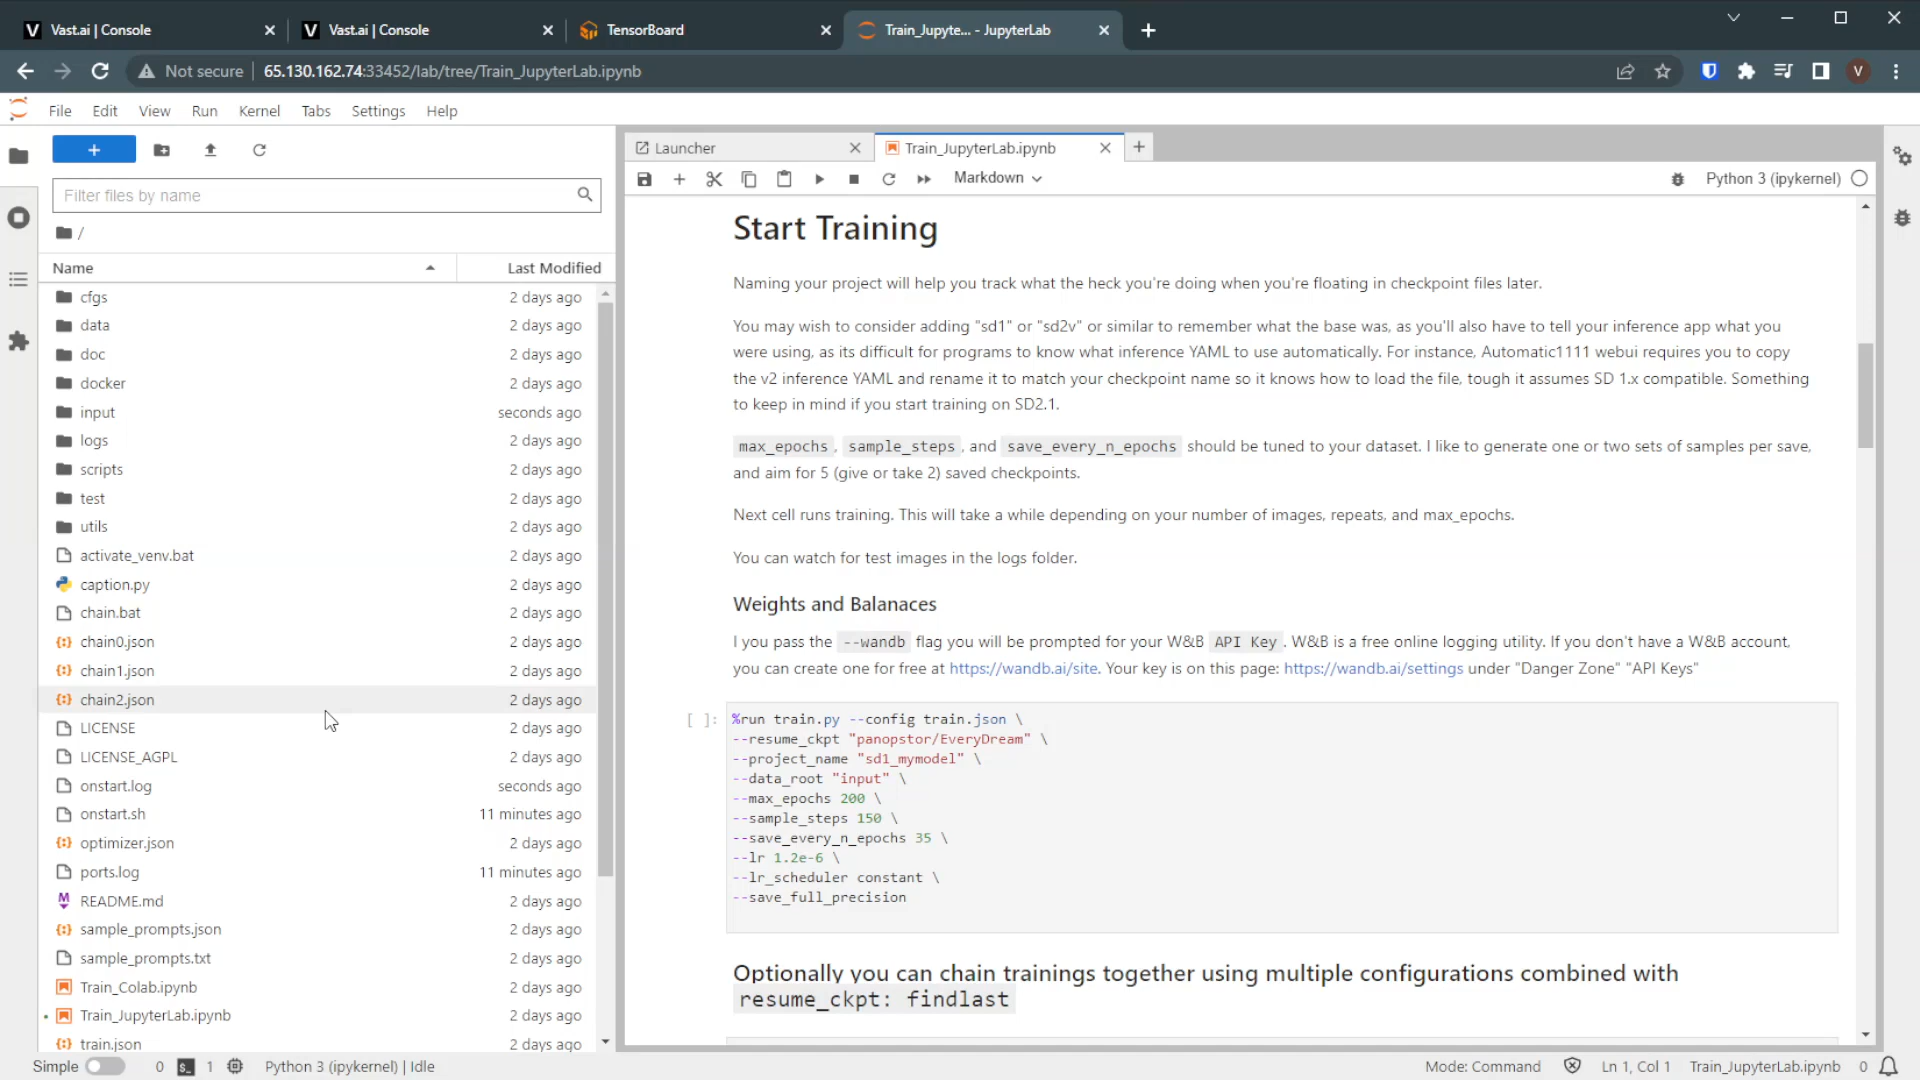 Vast.ai | Console
Vast.ai | Console
TensorBoard
Train_Jupyte... - JupyterLab
Not secure
65.130.162.74:33452/lab/tree/Train_JupyterLab.ipynb
V
File Edit View Run Kernel Tabs Settings Help
Filter files by name
/
Name Last Modified
cfgs 2 days ago
data 2 days ago
doc 2 days ago
docker 2 days ago
input seconds ago
logs 2 days ago
scripts 2 days ago
test 2 days ago
utils 2 days ago
activate_venv.bat 2 days ago
caption.py 2 days ago
chain.bat 2 days ago
chain0.json 2 days ago
chain1.json 2 days ago
chain2.json 2 days ago
LICENSE 2 days ago
LICENSE_AGPL 2 days ago
onstart.log seconds ago
onstart.sh 11 minutes ago
optimizer.json 2 days ago
ports.log 11 minutes ago
README.md 2 days ago
sample_prompts.json 2 days ago
sample_prompts.txt 2 days ago
Train_Colab.ipynb 2 days ago
Train_JupyterLab.ipynb 2 days ago
train.json 2 days ago
Launcher
Train_JupyterLab.ipynb
Markdown
Python 3 (ipykernel)
Start Training
Naming your project will help you track what the heck you're doing when you're floating in checkpoint files later.
You may wish to consider adding "sd1" or "sd2v" or similar to remember what the base was, as you'll also have to tell your inference app what you
were using, as its difficult for programs to know what inference YAML to use automatically. For instance, Automatic1111 webui requires you to copy
the v2 inference YAML and rename it to match your checkpoint name so it knows how to load the file, tough it assumes SD 1.x compatible. Something
to keep in mind if you start training on SD2.1.
max_epochs, sample_steps, and save_every_n_epochs should be tuned to your dataset. I like to generate one or two sets of samples per save,
and aim for 5 (give or take 2) saved checkpoints.
Next cell runs training. This will take a while depending on your number of images, repeats, and max_epochs.
You can watch for test images in the logs folder.
Weights and Balanaces
I you pass the --wandb flag you will be prompted for your W&B API Key. W&B is a free online logging utility. If you don't have a W&B account,
you can create one for free at https://wandb.ai/site. Your key is on this page: https://wandb.ai/settings under "Danger Zone" "API Keys"
[ ]: %run train.py --config train.json \
--resume_ckpt "panopstor/EveryDream" \
--project_name "sd1_mymodel" \
--data_root "input" \
--max_epochs 200 \
--sample_steps 150 \
--save_every_n_epochs 35 \
--lr 1.2e-6 \
--lr_scheduler constant \
--save_full_precision
Optionally you can chain trainings together using multiple configurations combined with
resume_ckpt: findlast
Simple 0 1 Python 3 (ipykernel) | Idle
Mode: Command Ln 1, Col 1 Train_JupyterLab.ipynb 0